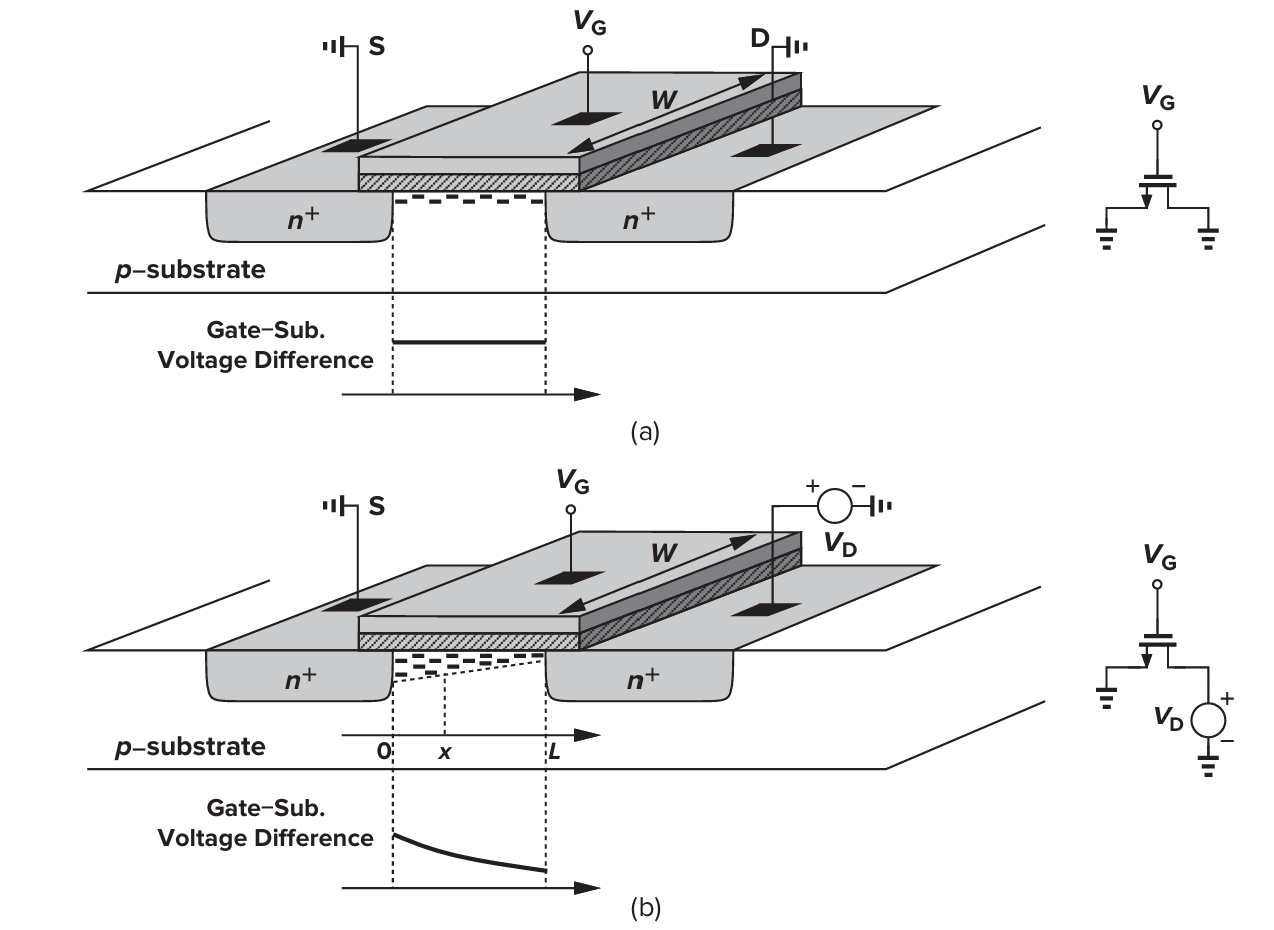 V_G
S
D
W
V_G
n⁺
n⁺
p–substrate
Gate–Sub.
Voltage Difference
(a)
V_G
S
+ −
V_D
W
V_G
n⁺
n⁺
+
V_D
−
p–substrate
0 x L
Gate–Sub.
Voltage Difference
(b)